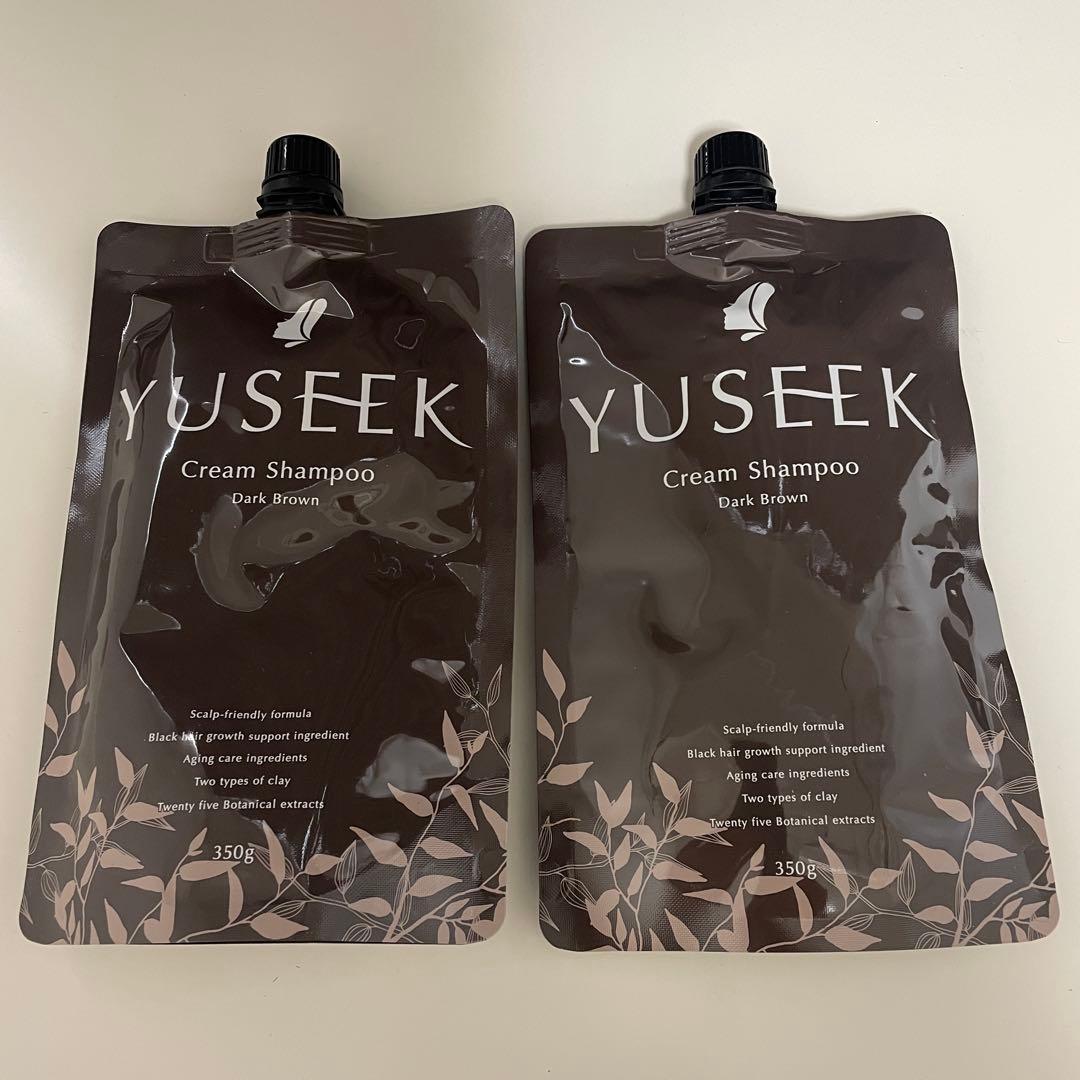 YUSEEK
Cream Shampoo
Dark Brown
Scalp-friendly formula
Black hair growth support ingredient
Aging care ingredients
Two types of clay
Twenty five Botanical extracts
350g
YUSEEK
Cream Shampoo
Dark Brown
Scalp-friendly formula
Black hair growth support ingredient
Aging care ingredients
Two types of clay
Twenty five Botanical extracts
350g